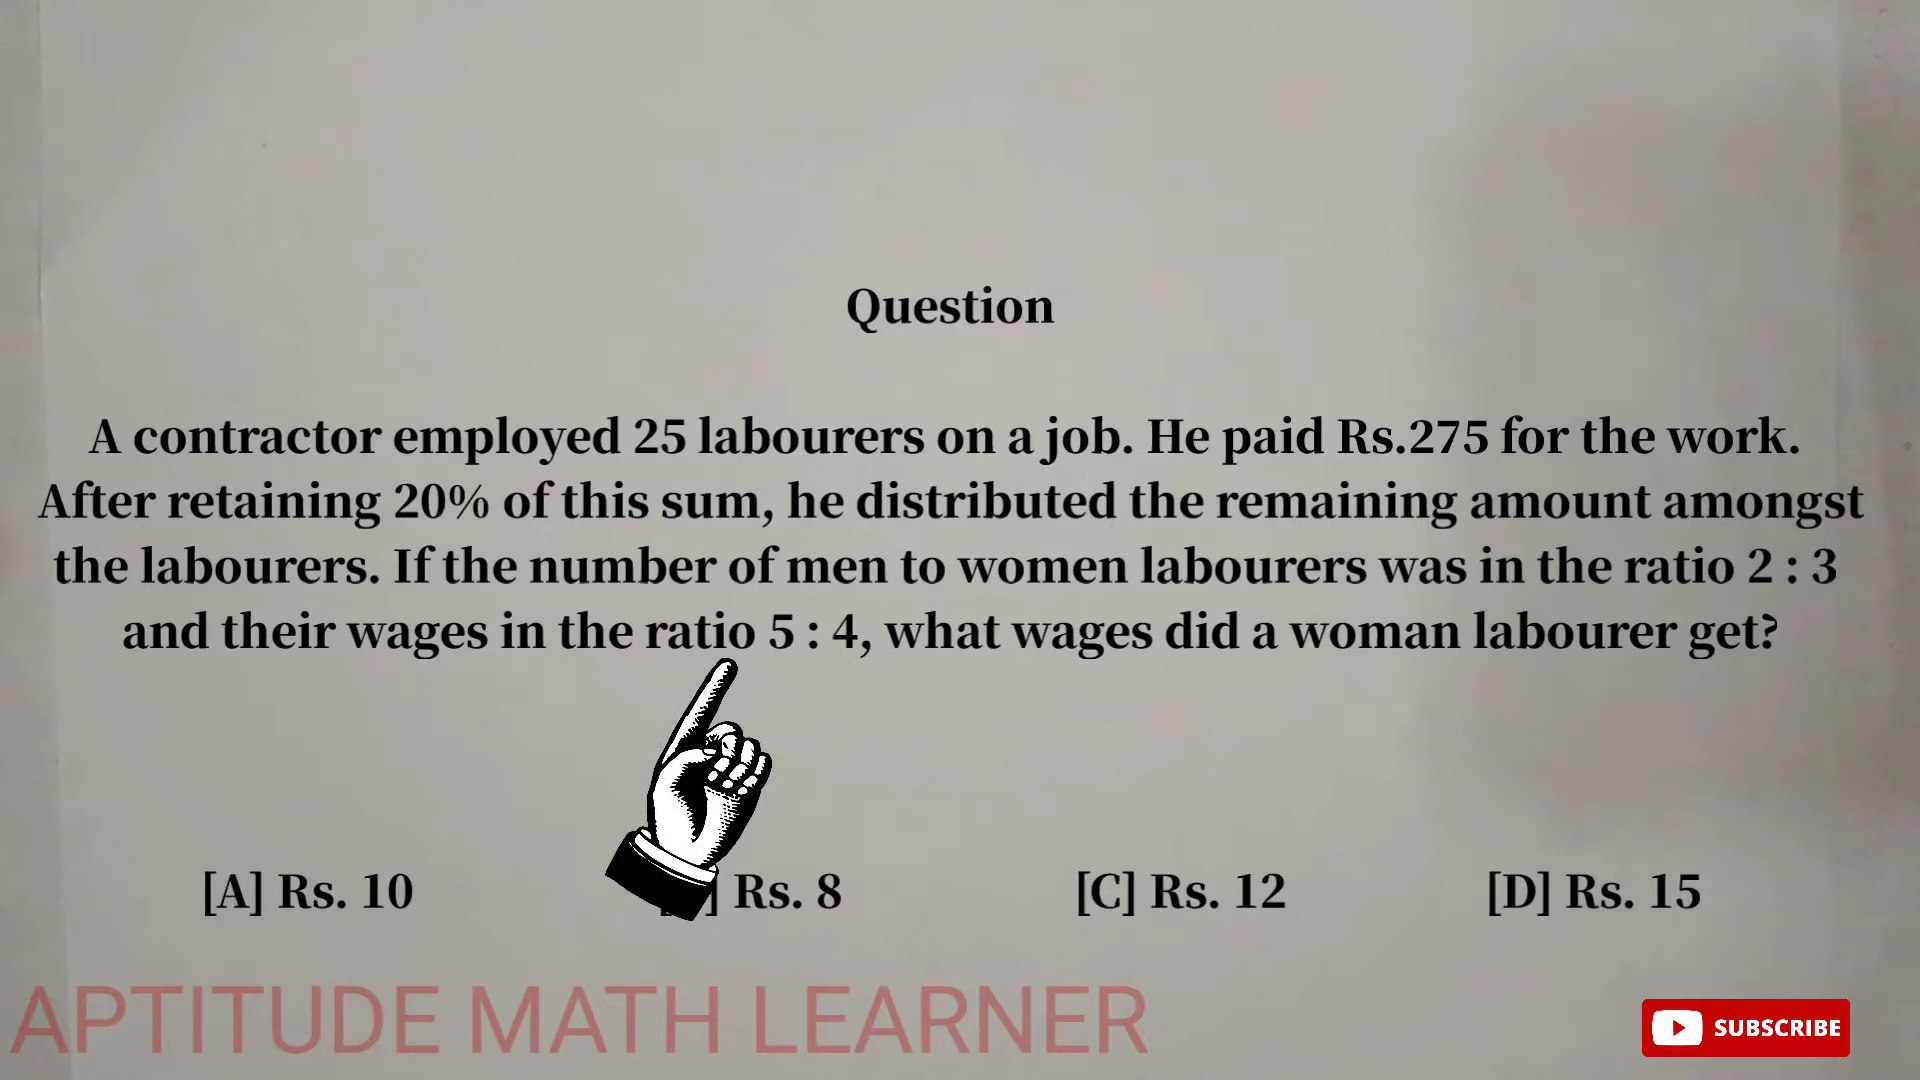 Question
A contractor employed 25 labourers on a job. He paid Rs.275 for the work.
After retaining 20% of this sum, he distributed the remaining amount amongst
the labourers. If the number of men to women labourers was in the ratio 2 : 3
and their wages in the ratio 5 : 4, what wages did a woman labourer get?
[A] Rs. 10 ] Rs. 8 [C] Rs. 12 [D] Rs. 15
APTITUDE MATH LEARNER
SUBSCRIBE